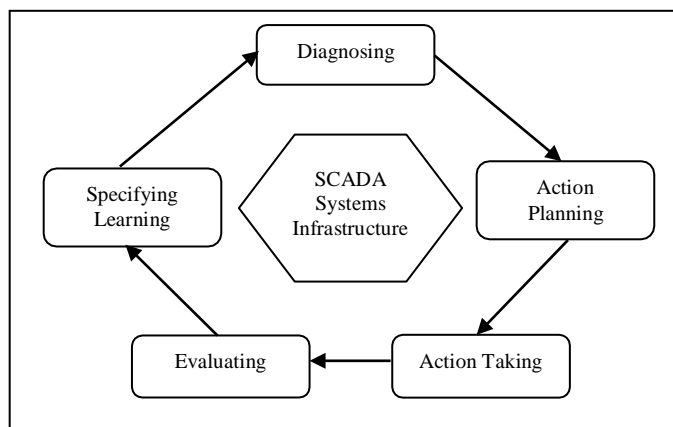 Diagnosing
Specifying
Learning
SCADA
Systems
Infrastructure
Action
Planning
Evaluating
Action Taking